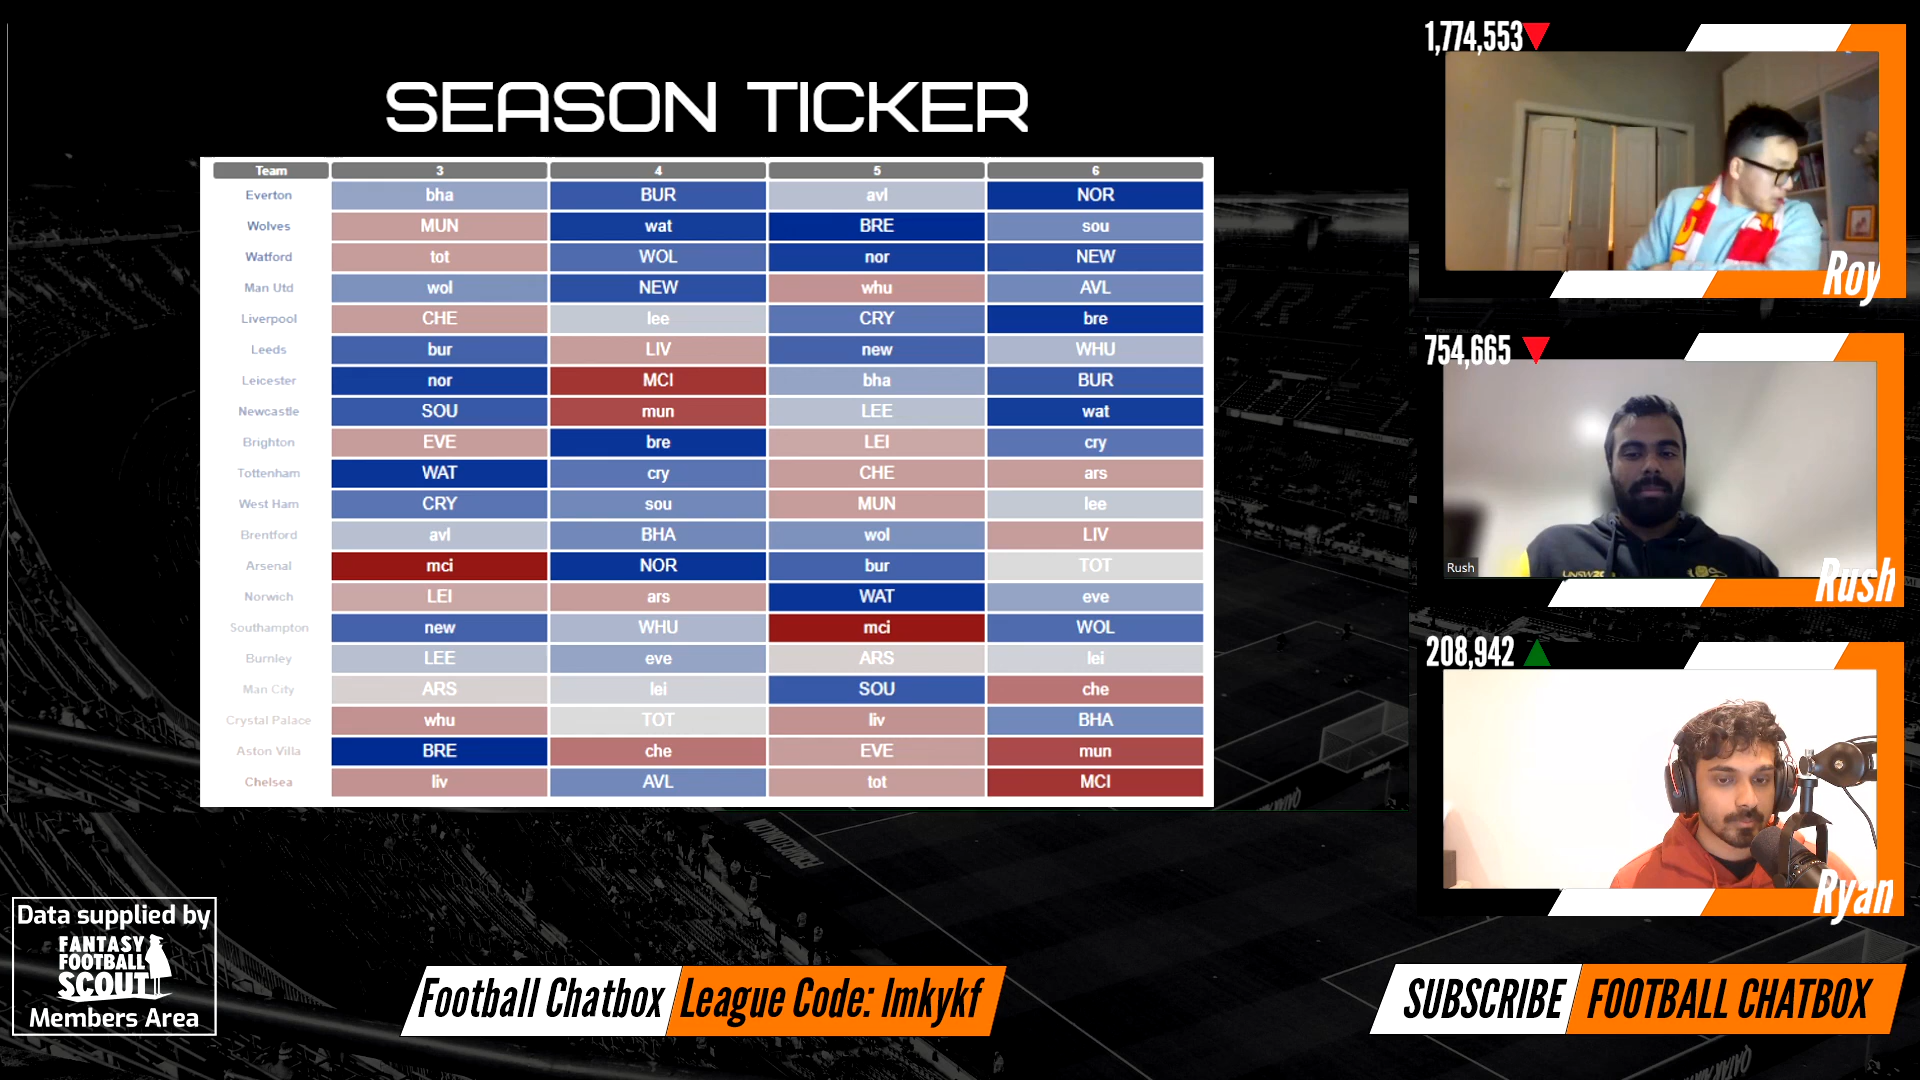 SEASON TICKER
Team 3 4 5 6
Everton bha BUR avl NOR
Wolves MUN wat BRE sou
Watford tot WOL nor NEW
Man Utd wol NEW whu AVL
Liverpool CHE lee CRY bre
Leeds bur LIV new WHU
Leicester nor MCI bha BUR
Newcastle SOU mun LEE wat
Brighton EVE bre LEI cry
Tottenham WAT cry CHE ars
West Ham CRY sou MUN lee
Brentford avl BHA wol LIV
Arsenal mci NOR bur TOT
Norwich LEI ars WAT eve
Southampton new WHU mci WOL
Burnley LEE eve ARS lei
Man City ARS lei SOU che
Crystal Palace whu TOT liv BHA
Aston Villa BRE che EVE mun
Chelsea liv AVL tot MCI
1,774,553
Roy
754,665
Rush
Rush
208,942
Ryan
Data supplied by
FANTASY
FOOTBALL
SCOUT
Members Area
Football Chatbox League Code: lmkykf
SUBSCRIBE FOOTBALL CHATBOX